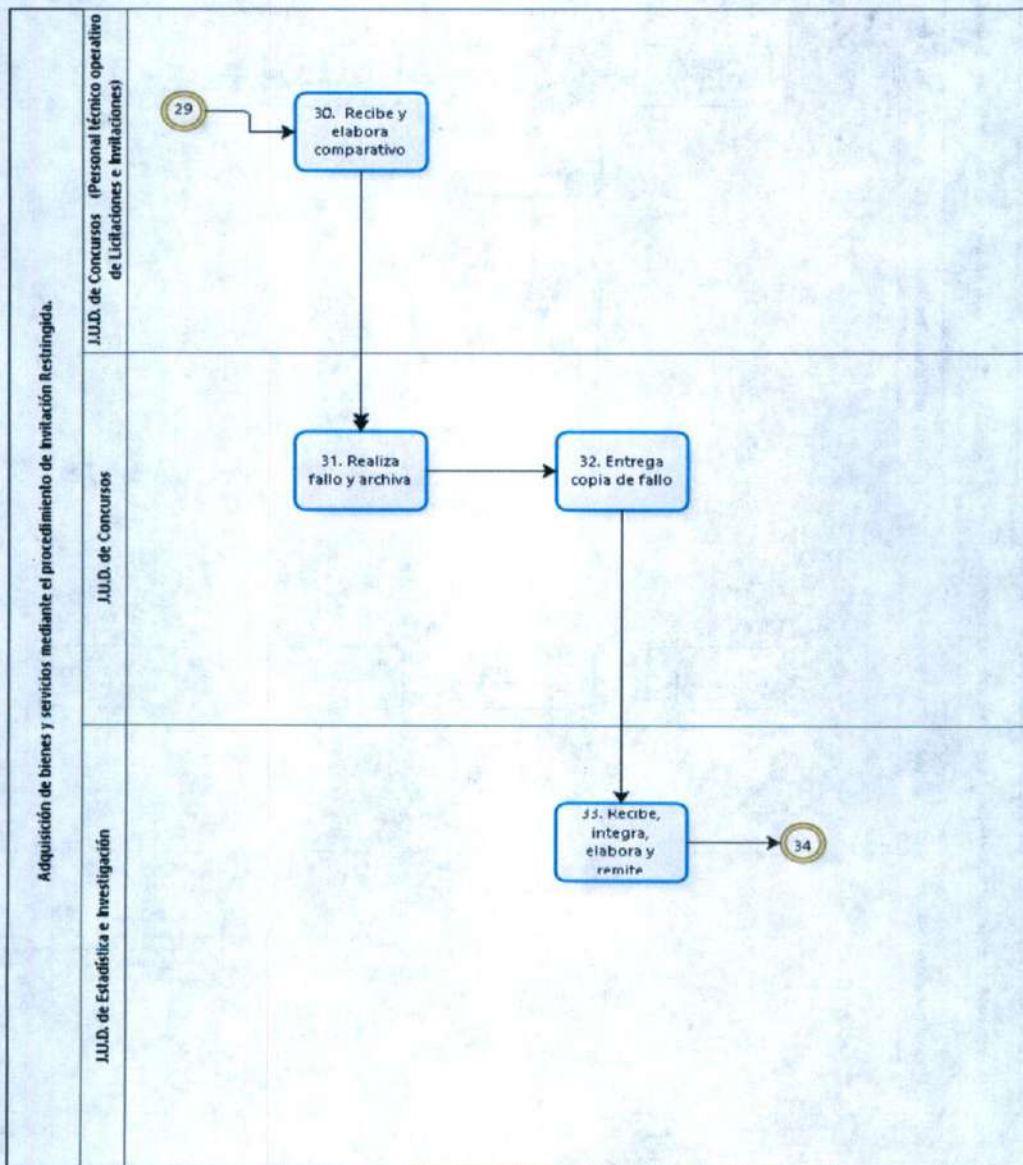 Adquisición de bienes y servicios mediante el procedimiento de Invitación Restringida.
J.U.D. de Concursos (Personal técnico operativo
de Licitaciones e Invitaciones)
29
30. Recibe y
elabora
comparativo
J.U.D. de Concursos
31. Realiza
fallo y archiva
32. Entrega
copia de fallo
J.U.D. de Estadística e Investigación
33. Recibe,
integra,
elabora y
remite
34